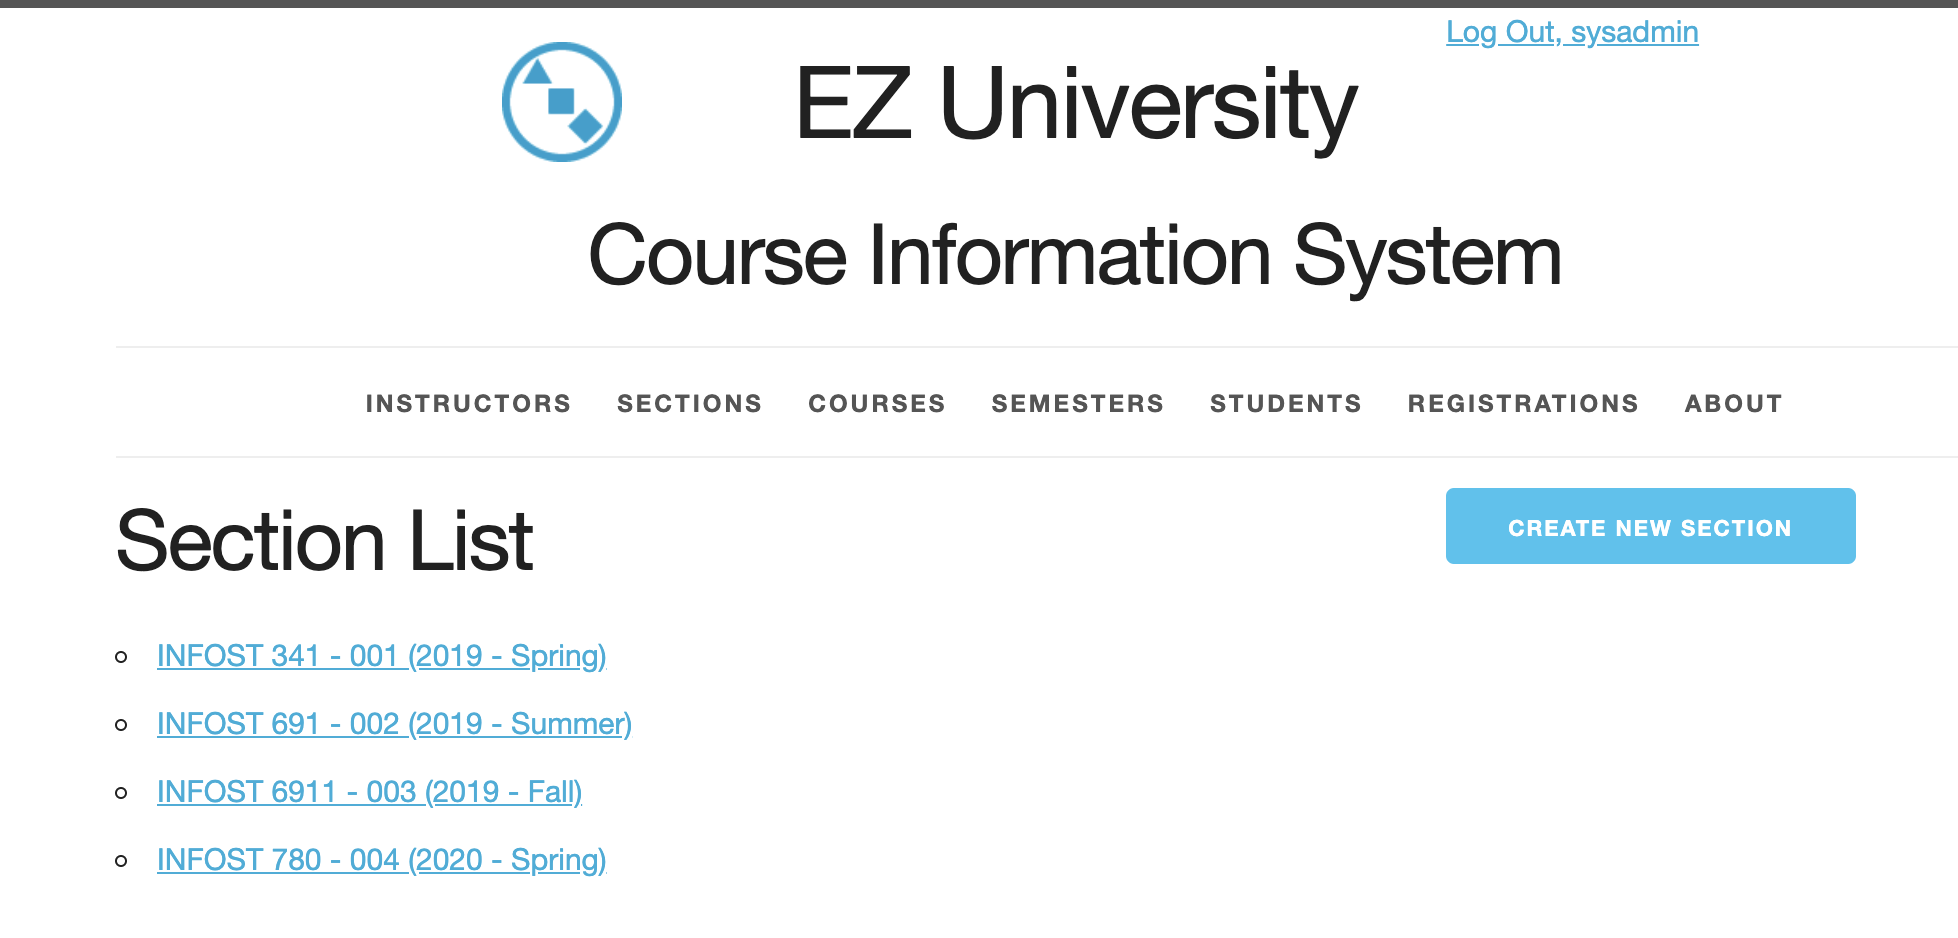 Log Out, sysadmin
EZ University
Course Information System
INSTRUCTORS SECTIONS COURSES SEMESTERS STUDENTS REGISTRATIONS ABOUT
Section List
CREATE NEW SECTION
INFOST 341 - 001 (2019 - Spring)
INFOST 691 - 002 (2019 - Summer)
INFOST 6911 - 003 (2019 - Fall)
INFOST 780 - 004 (2020 - Spring)